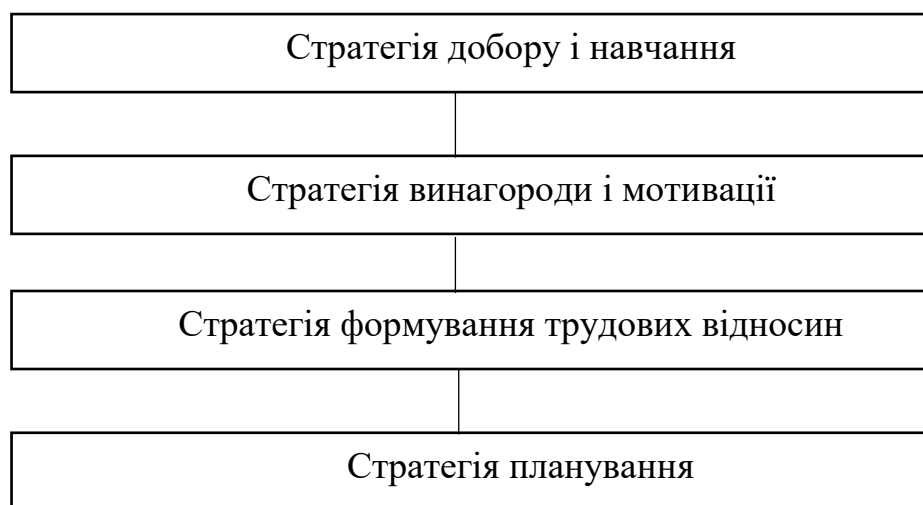 Стратегія добору і навчання
Стратегія винагороди і мотивації
Стратегія формування трудових відносин
Стратегія планування